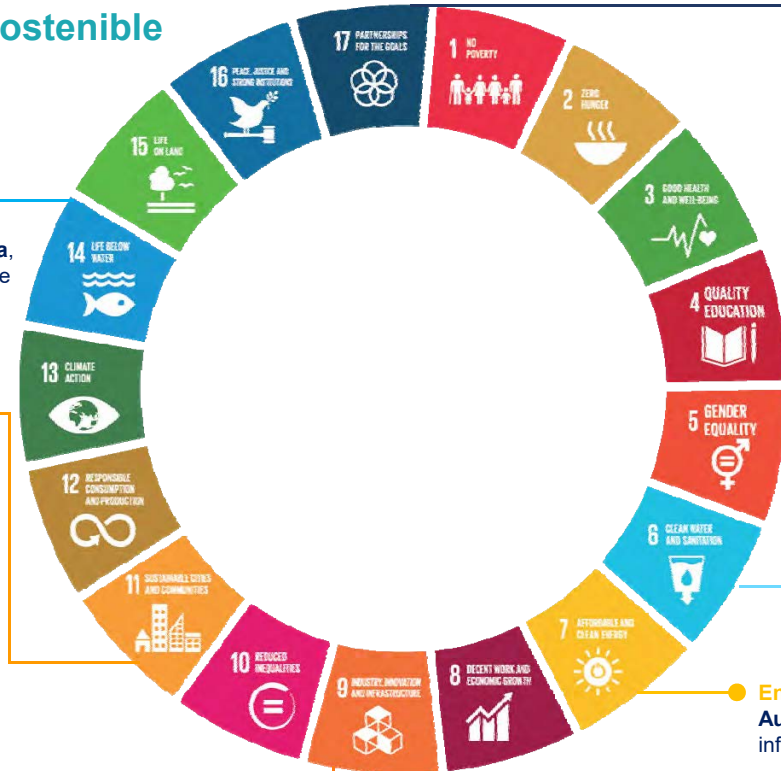 ostenible
17 PARTNERSHIPS
FOR THE GOALS
1 NO
POVERTY
2 ZERO
HUNGER
3 GOOD HEALTH
AND WELL-BEING
4 QUALITY
EDUCATION
5 GENDER
EQUALITY
6 CLEAN WATER
AND SANITATION
7 AFFORDABLE AND
CLEAN ENERGY
8 DECENT WORK AND
ECONOMIC GROWTH
9 INDUSTRY, INNOVATION
AND INFRASTRUCTURE
10 REDUCED
INEQUALITIES
11 SUSTAINABLE CITIES
AND COMMUNITIES
12 RESPONSIBLE
CONSUMPTION
AND PRODUCTION
13 CLIMATE
ACTION
14 LIFE BELOW
WATER
15 LIFE
ON LAND
16 PEACE, JUSTICE AND
STRONG INSTITUTIONS
a,
e
En
Au
inf